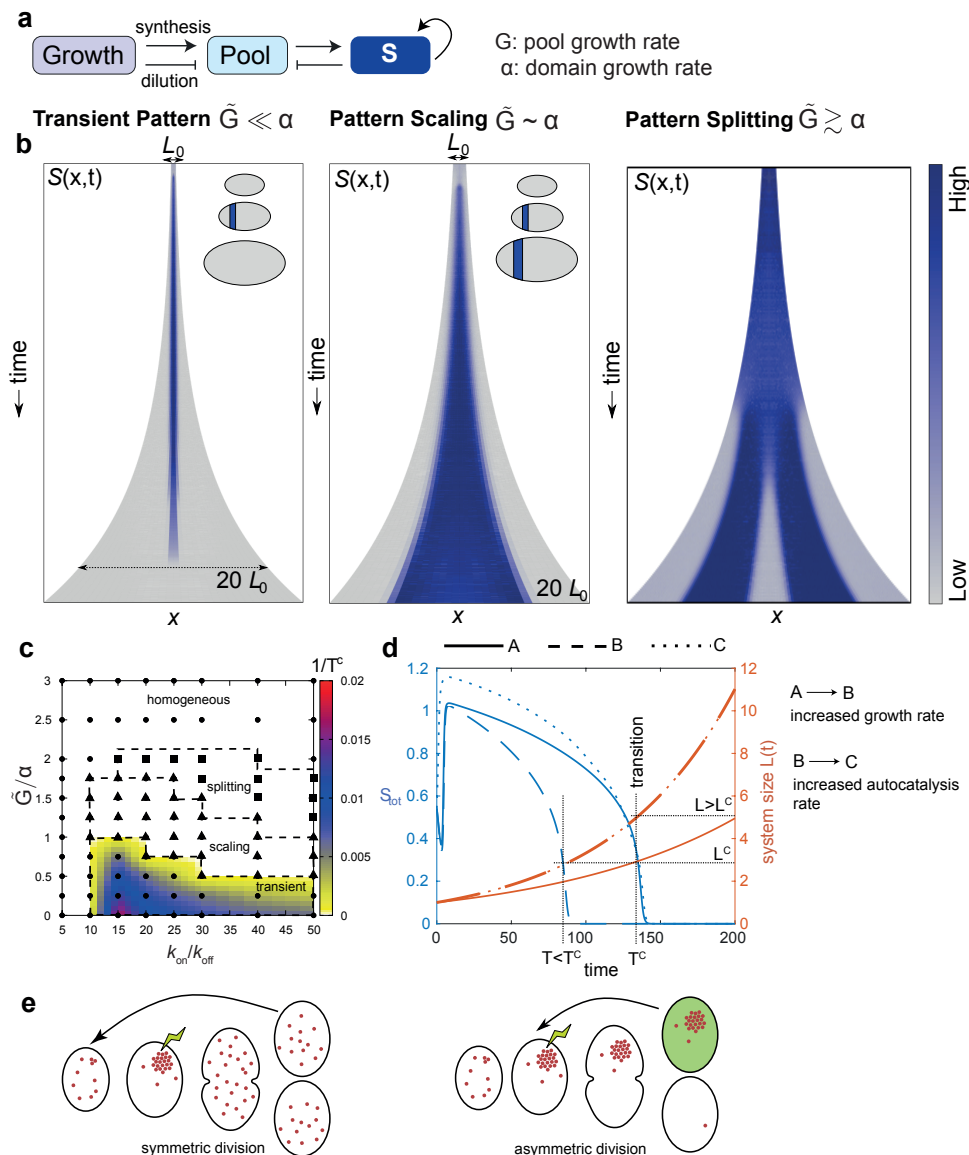 a
synthesis
Growth
Pool
S
dilution
G: pool growth rate
α: domain growth rate
Transient Pattern G̃ ≪ α
Pattern Scaling G̃ ~ α
Pattern Splitting G̃ ≳ α
b
L0
L0
S(x,t)
S(x,t)
S(x,t)
High
time
time
time
20 L0
20 L0
Low
x
x
x
c
1/Tᶜ
3
2.5
2
1.5
1
0.5
0
G̃/α
homogeneous
splitting
scaling
transient
0.02
0.015
0.01
0.005
0
5 10 15 20 25 30 40 50
kon/koff
d
A
B
C
1.2
1
0.8
0.6
0.4
0.2
0
Stot
transition
L>Lᶜ
Lᶜ
12
10
8
6
4
2
0
system size L(t)
0 50 100 150 200
T<Tᶜ
time
Tᶜ
A → B
increased growth rate
B → C
increased autocatalysis
rate
e
symmetric division
asymmetric division